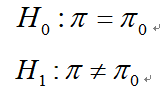 H₀ : π = π₀ ↵
H₁ : π ≠ π₀ ↵